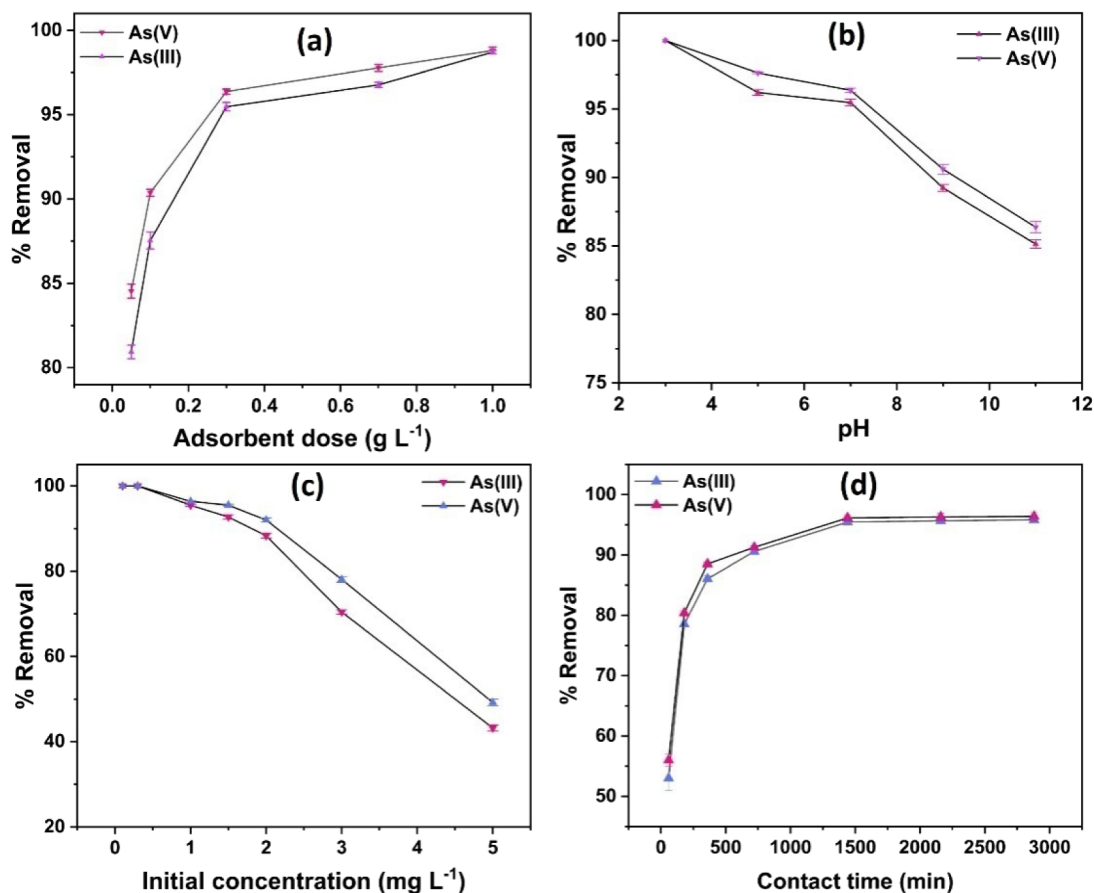 (a)
As(V)
As(III)
100
95
90
85
80
% Removal
0.0 0.2 0.4 0.6 0.8 1.0
Adsorbent dose (g L⁻¹)
(b)
As(III)
As(V)
100
95
90
85
80
75
% Removal
2 4 6 8 10 12
pH
(c)
As(III)
As(V)
100
80
60
40
20
% Removal
0 1 2 3 4 5
Initial concentration (mg L⁻¹)
(d)
As(III)
As(V)
100
90
80
70
60
50
% Removal
0 500 1000 1500 2000 2500 3000
Contact time (min)